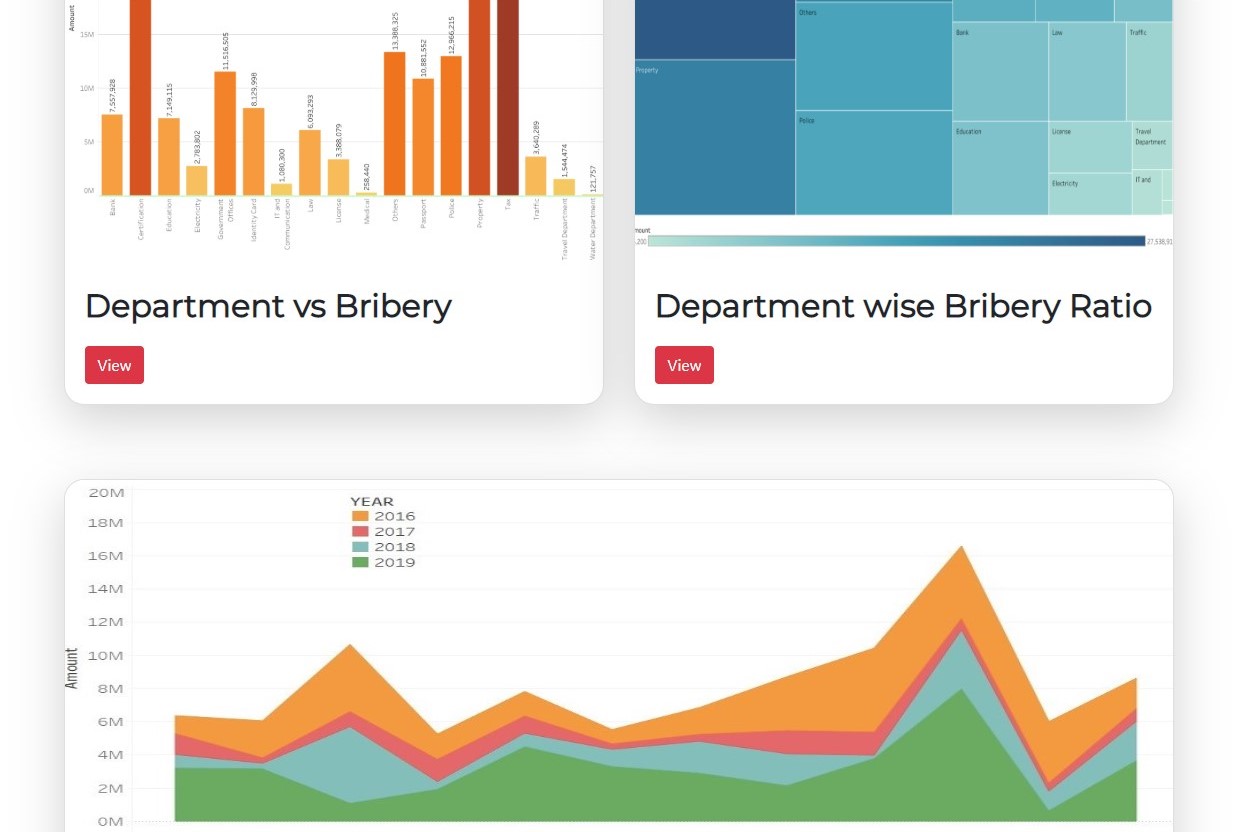 Amount
15M
10M
5M
0M
7,557,928
7,149,115
2,783,802
11,516,505
8,129,998
1,080,300
6,093,293
3,388,079
258,440
13,388,325
10,881,552
12,966,215
3,640,289
1,544,474
121,757
Bank
Certification
Education
Electricity
Government
Offices
Identity Card
IT and
Communication
Law
License
Medical
Others
Passport
Police
Property
Tax
Traffic
Travel Department
Water Department
Others
Bank
Law
Traffic
Property
Police
Education
License
Travel
Department
Electricity
IT and
mount
,200
27,538,91
Department vs Bribery
View
Department wise Bribery Ratio
View
20M
18M
16M
14M
12M
10M
8M
6M
4M
2M
0M
Amount
YEAR
2016
2017
2018
2019